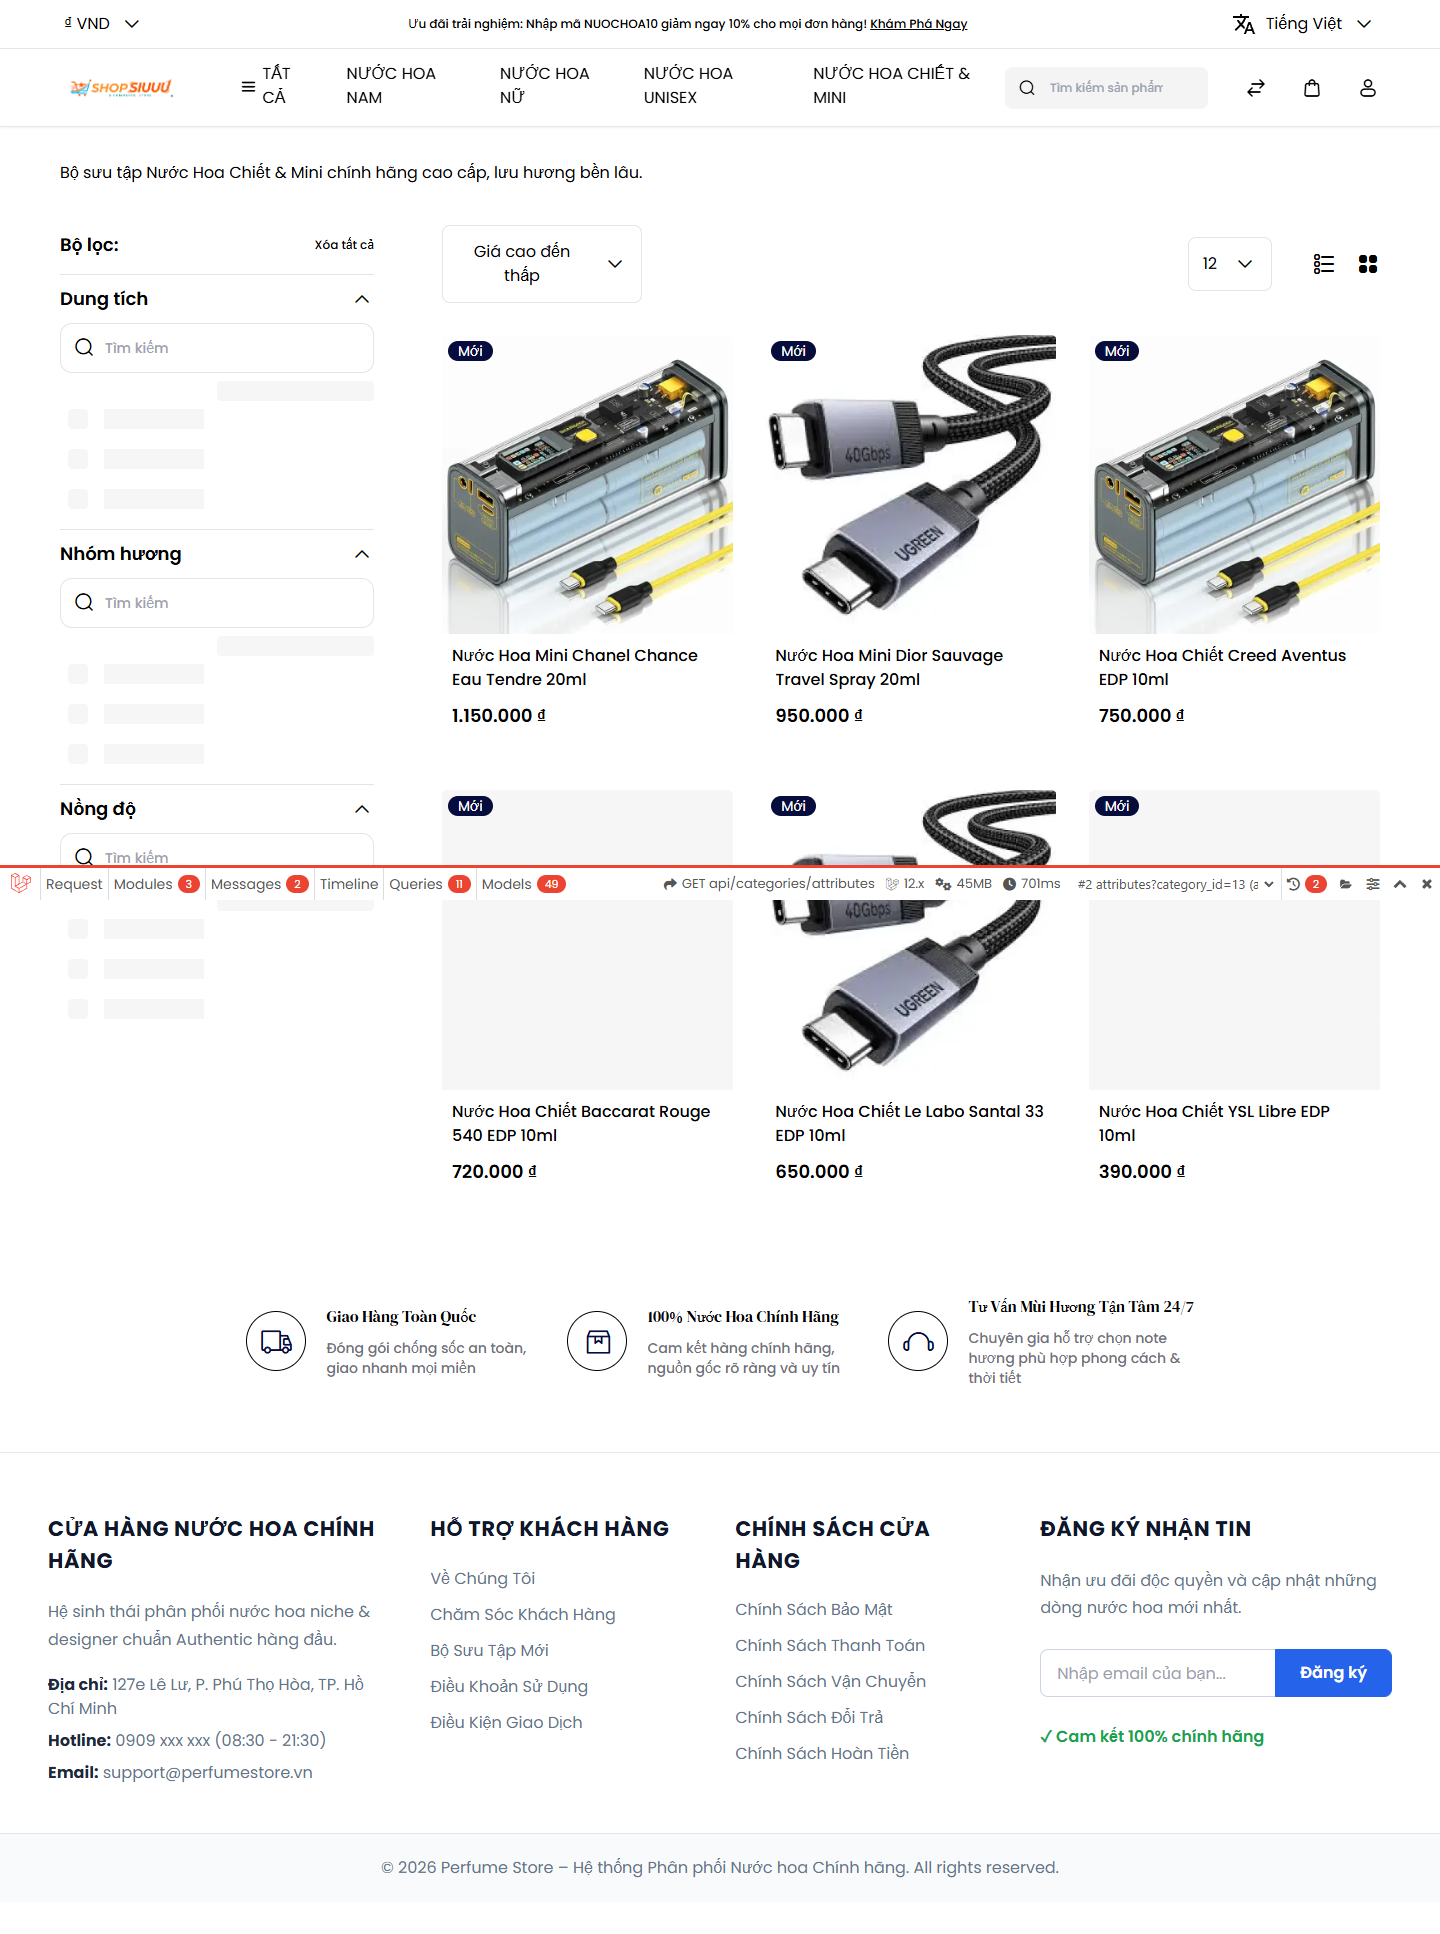 ₫ VND
Ưu đãi trải nghiệm: Nhập mã NUOCHOA10 giảm ngay 10% cho mọi đơn hàng! Khám Phá Ngay
Tiếng Việt
SHOPSIUUU
TẤT CẢ
NƯỚC HOA NAM
NƯỚC HOA NỮ
NƯỚC HOA UNISEX
NƯỚC HOA CHIẾT & MINI
Tìm kiếm sản phẩm
Bộ sưu tập Nước Hoa Chiết & Mini chính hãng cao cấp, lưu hương bền lâu.
Bộ lọc:
Xóa tất cả
Giá cao đến thấp
12
Dung tích
Tìm kiếm
Nhóm hương
Tìm kiếm
Nồng độ
Tìm kiếm
Mới
Mới
40Gbps
UGREEN
Mới
Nước Hoa Mini Chanel Chance
Eau Tendre 20ml
1.150.000 ₫
Nước Hoa Mini Dior Sauvage
Travel Spray 20ml
950.000 ₫
Nước Hoa Chiết Creed Aventus
EDP 10ml
750.000 ₫
Mới
Mới
Mới
Request
Modules 3
Messages 2
Timeline
Queries 11
Models 49
GET api/categories/attributes
12.x
45MB
701ms
#2 attributes?category_id=13 (a
2
40Gbps
UGREEN
Nước Hoa Chiết Baccarat Rouge
540 EDP 10ml
720.000 ₫
Nước Hoa Chiết Le Labo Santal 33
EDP 10ml
650.000 ₫
Nước Hoa Chiết YSL Libre EDP
10ml
390.000 ₫
Giao Hàng Toàn Quốc
Đóng gói chống sốc an toàn,
giao nhanh mọi miền
100% Nước Hoa Chính Hãng
Cam kết hàng chính hãng,
nguồn gốc rõ ràng và uy tín
Tư Vấn Mùi Hương Tận Tâm 24/7
Chuyên gia hỗ trợ chọn note
hương phù hợp phong cách &
thời tiết
CỬA HÀNG NƯỚC HOA CHÍNH
HÃNG
Hệ sinh thái phân phối nước hoa niche &
designer chuẩn Authentic hàng đầu.
Địa chỉ: 127e Lê Lư, P. Phú Thọ Hòa, TP. Hồ
Chí Minh
Hotline: 0909 xxx xxx (08:30 - 21:30)
Email: support@perfumestore.vn
HỖ TRỢ KHÁCH HÀNG
Về Chúng Tôi
Chăm Sóc Khách Hàng
Bộ Sưu Tập Mới
Điều Khoản Sử Dụng
Điều Kiện Giao Dịch
CHÍNH SÁCH CỬA
HÀNG
Chính Sách Bảo Mật
Chính Sách Thanh Toán
Chính Sách Vận Chuyển
Chính Sách Đổi Trả
Chính Sách Hoàn Tiền
ĐĂNG KÝ NHẬN TIN
Nhận ưu đãi độc quyền và cập nhật những
dòng nước hoa mới nhất.
Nhập email của bạn...
Đăng ký
✓ Cam kết 100% chính hãng
© 2026 Perfume Store – Hệ thống Phân phối Nước hoa Chính hãng. All rights reserved.